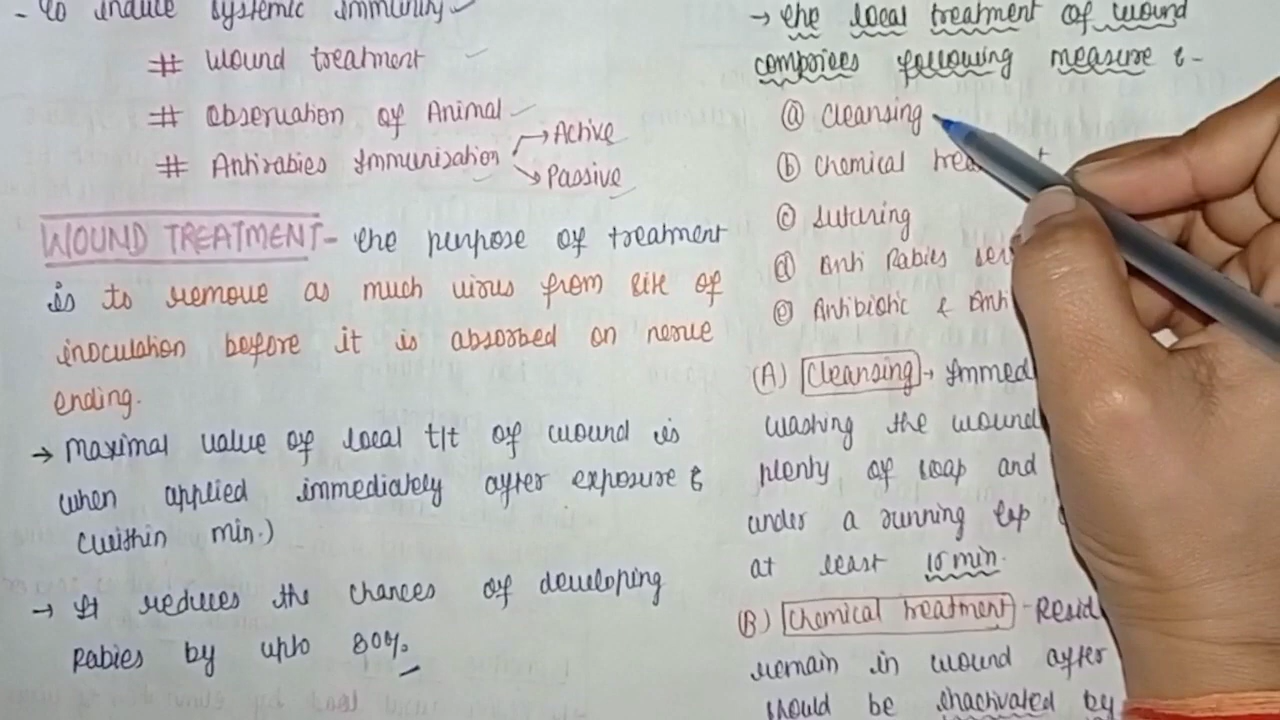 - to induce systemic immunity
# Wound treatment
# Observation of Animal
# Antirabies Immunisation → Active
→ Passive
WOUND TREATMENT - the purpose of treatment
is to remove as much virus from site of
inoculation before it is absorbed on nerve
ending.
→ Maximal value of local t/t of wound is
when applied immediately after exposure &
(within min.)
→ It reduces the chances of developing
Rabies by upto 80%.
→ the local treatment of wound
comprises following measure :-
(a) Cleansing
(b) Chemical
(c) Suturing
(d) Anti Rabies
(e) Antibiotic &
(A) Cleansing →
washing the wound
plenty of soap and
under a running tap
at least 15 min.
(B) Chemical treatment -
remain in wound after
should be inactivated by